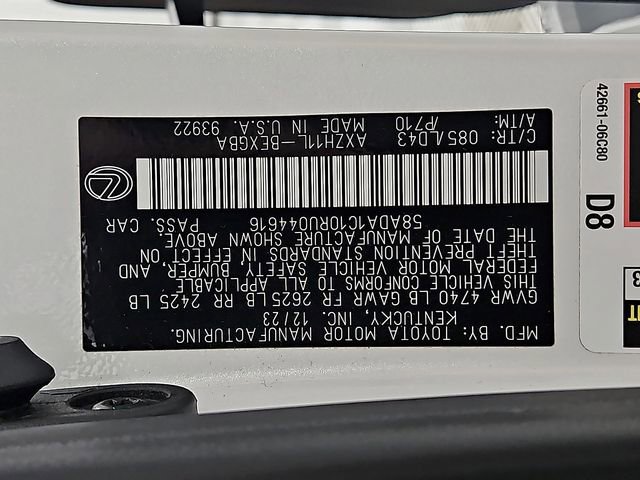 MFD. BY: TOYOTA MOTOR MANUFACTURING.
KENTUCKY, INC. 12/23
GVWR 4740 LB GAWR FR 2625 LB RR 2425 LB
THIS VEHICLE CONFORMS TO ALL APPLICABLE
FEDERAL MOTOR VEHICLE SAFETY, BUMPER, AND
THEFT PREVENTION STANDARDS IN EFFECT ON
THE DATE OF MANUFACTURE SHOWN ABOVE.
58ADA1C10RU044616 PASS. CAR
C/TR: 085/LD43 AXZH11L-BEXGBA
A/TM: /P710 MADE IN U.S.A. 93922
42661-06C80
D8